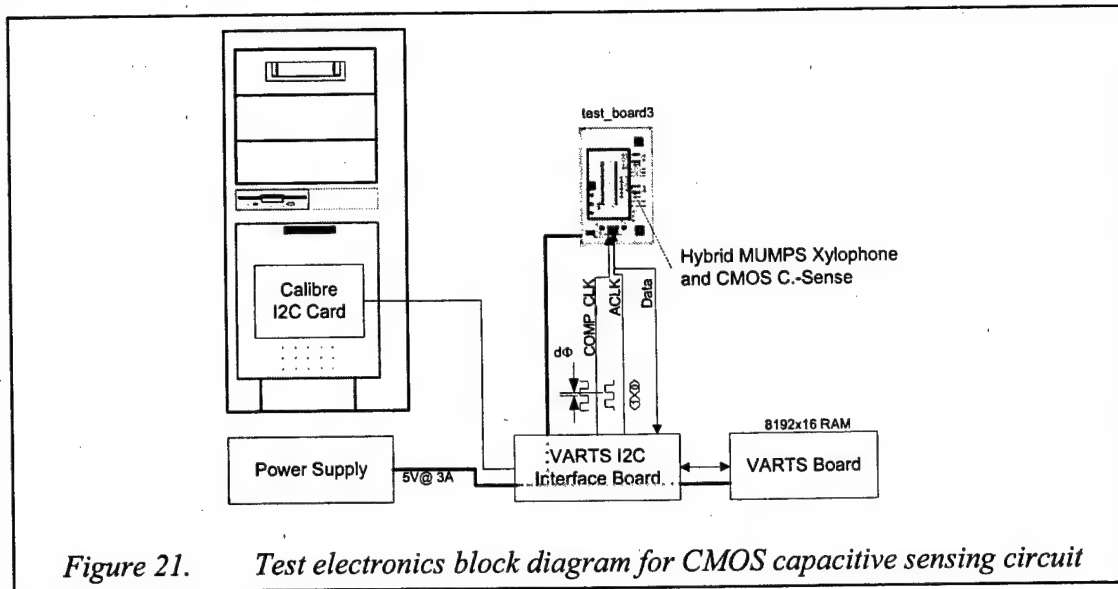 test_board3
Hybrid MUMPS Xylophone
and CMOS C.-Sense
Calibre
I2C Card
COMP_CLK
ACLK
Data
dΦ
8192x16 RAM
Power Supply
5V@ 3A
VARTS I2C
Interface Board
VARTS Board
Figure 21. Test electronics block diagram for CMOS capacitive sensing circuit